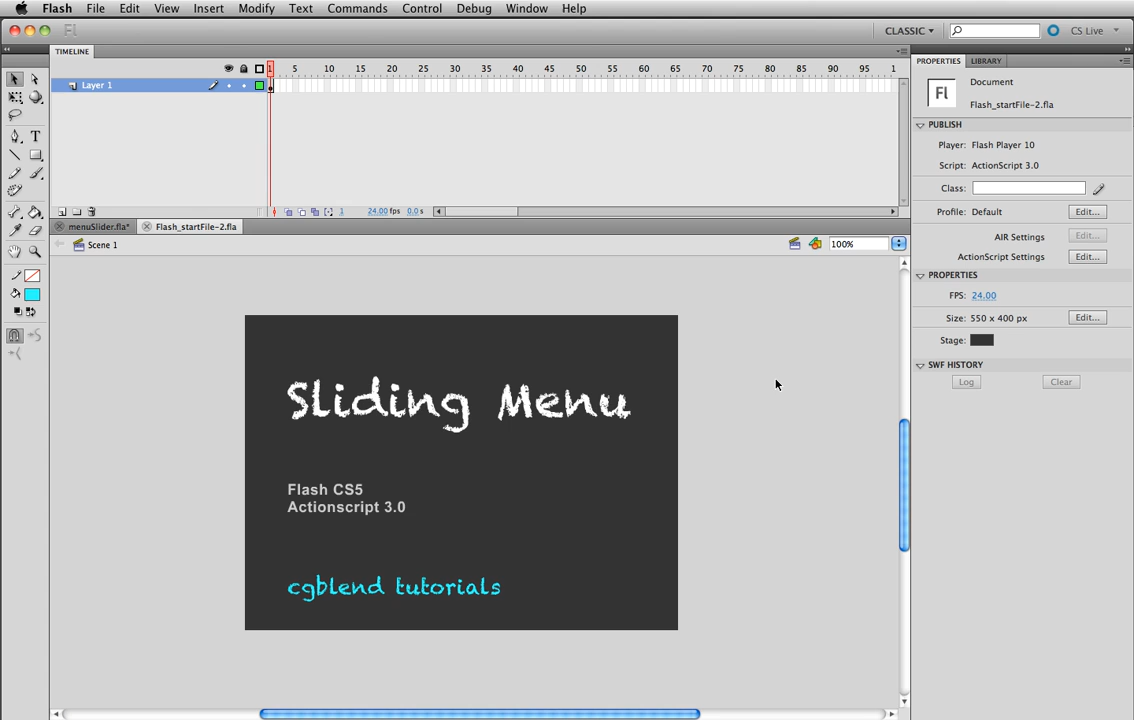 Flash File Edit View Insert Modify Text Commands Control Debug Window Help
Fl CLASSIC CS Live
TIMELINE
1 5 10 15 20 25 30 35 40 45 50 55 60 65 70 75 80 85 90 95 1
Layer 1
1 24.00 fps 0.0 s
menuSlider.fla* Flash_startFile-2.fla
Scene 1 100%
Sliding Menu
Flash CS5
Actionscript 3.0
cgblend tutorials
PROPERTIES LIBRARY
Fl Document
Flash_startFile-2.fla
PUBLISH
Player: Flash Player 10
Script: ActionScript 3.0
Class:
Profile: Default Edit...
AIR Settings Edit...
ActionScript Settings Edit...
PROPERTIES
FPS: 24.00
Size: 550 x 400 px Edit...
Stage:
SWF HISTORY
Log Clear